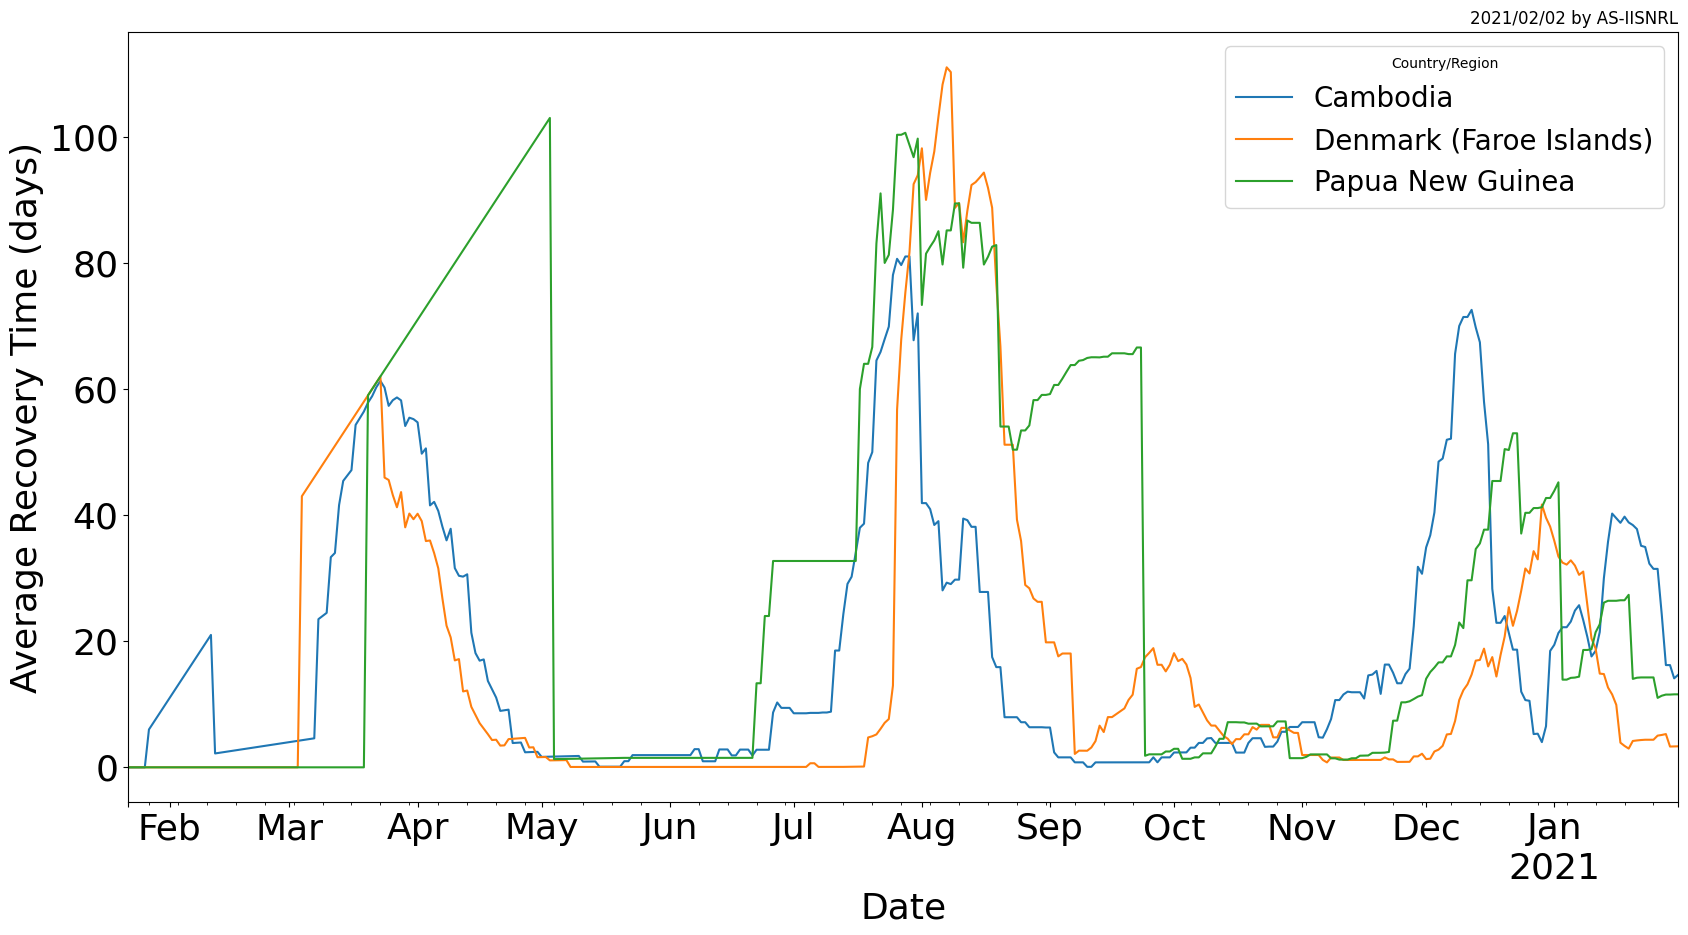 2021/02/02 by AS-IISNRL
Country/Region
Cambodia
Denmark (Faroe Islands)
Papua New Guinea
Average Recovery Time (days)
100
80
60
40
20
0
Feb Mar Apr May Jun Jul Aug Sep Oct Nov Dec Jan
2021
Date